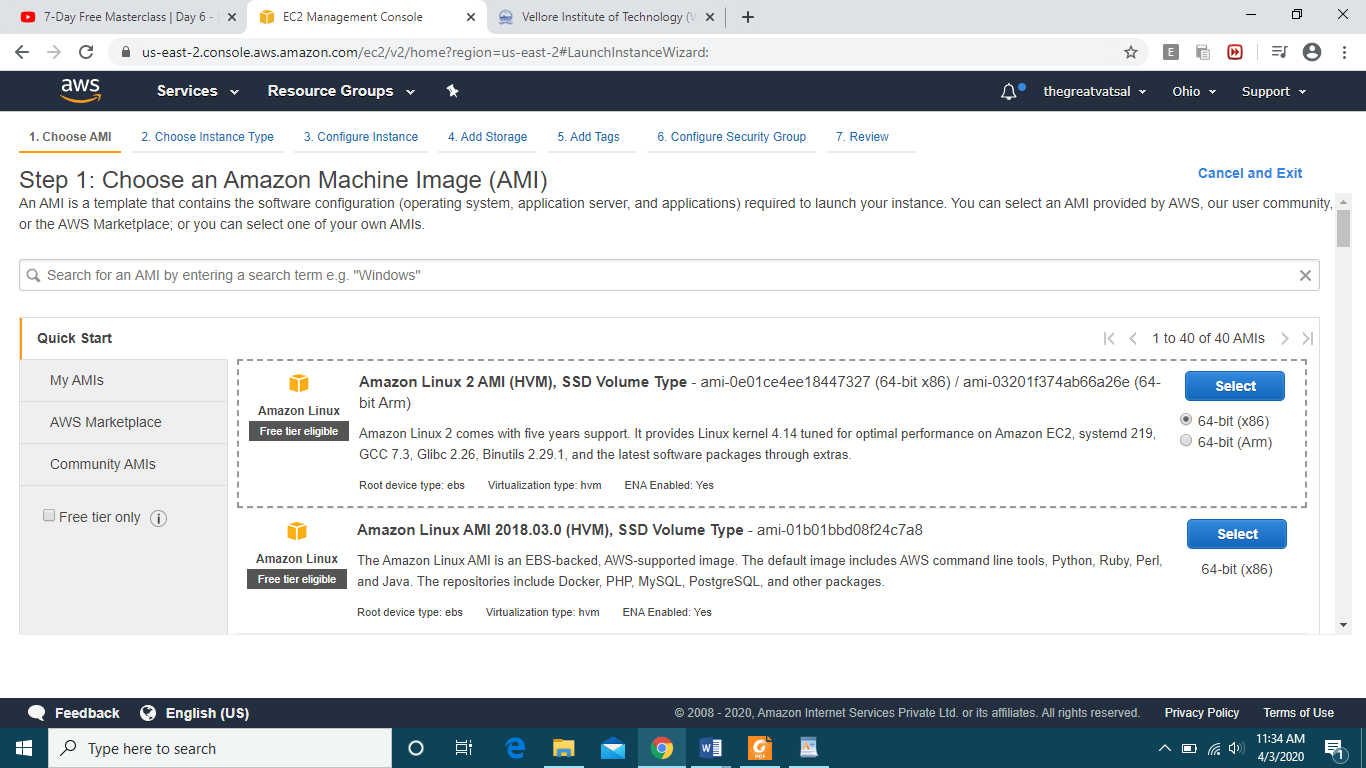 7-Day Free Masterclass | Day 6 -
EC2 Management Console
Vellore Institute of Technology (V
us-east-2.console.aws.amazon.com/ec2/v2/home?region=us-east-2#LaunchInstanceWizard:
E
aws
Services
Resource Groups
thegreatvatsal
Ohio
Support
1. Choose AMI
2. Choose Instance Type
3. Configure Instance
4. Add Storage
5. Add Tags
6. Configure Security Group
7. Review
Step 1: Choose an Amazon Machine Image (AMI)
Cancel and Exit
An AMI is a template that contains the software configuration (operating system, application server, and applications) required to launch your instance. You can select an AMI provided by AWS, our user community,
or the AWS Marketplace; or you can select one of your own AMIs.
Search for an AMI by entering a search term e.g. "Windows"
Quick Start
My AMIs
AWS Marketplace
Community AMIs
Free tier only
i
1 to 40 of 40 AMIs
Amazon Linux
Free tier eligible
Amazon Linux 2 AMI (HVM), SSD Volume Type - ami-0e01ce4ee18447327 (64-bit x86) / ami-03201f374ab66a26e (64-
bit Arm)
Amazon Linux 2 comes with five years support. It provides Linux kernel 4.14 tuned for optimal performance on Amazon EC2, systemd 219,
GCC 7.3, Glibc 2.26, Binutils 2.29.1, and the latest software packages through extras.
Root device type: ebs
Virtualization type: hvm
ENA Enabled: Yes
Select
64-bit (x86)
64-bit (Arm)
Amazon Linux
Free tier eligible
Amazon Linux AMI 2018.03.0 (HVM), SSD Volume Type - ami-01b01bbd08f24c7a8
The Amazon Linux AMI is an EBS-backed, AWS-supported image. The default image includes AWS command line tools, Python, Ruby, Perl,
and Java. The repositories include Docker, PHP, MySQL, PostgreSQL, and other packages.
Root device type: ebs
Virtualization type: hvm
ENA Enabled: Yes
Select
64-bit (x86)
Feedback
English (US)
© 2008 - 2020, Amazon Internet Services Private Ltd. or its affiliates. All rights reserved.
Privacy Policy
Terms of Use
Type here to search
W
PDF
11:34 AM
4/3/2020
1